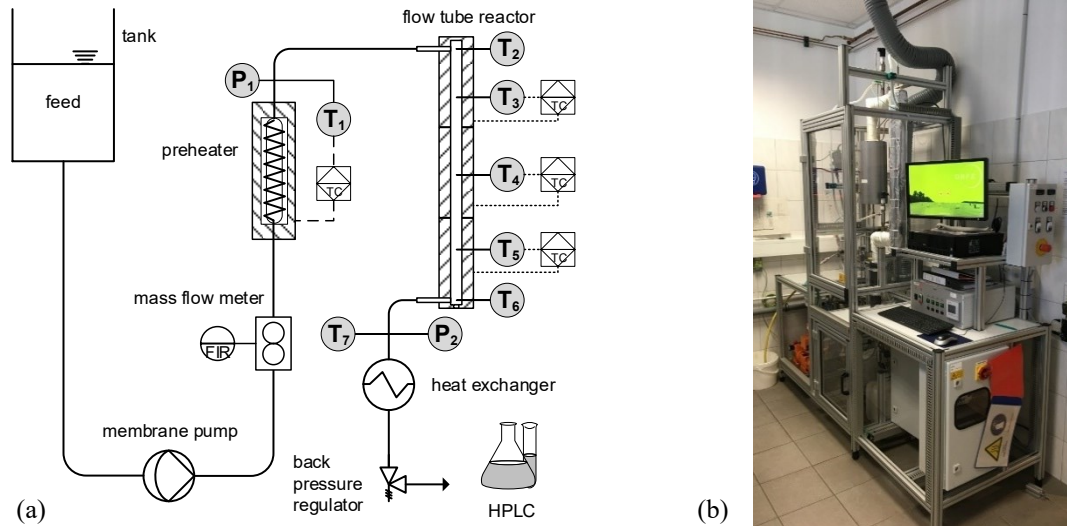 flow tube reactor
tank
T2
P1
T3
TC
feed
T1
preheater
T4
TC
TC
T5
TC
mass flow meter
T6
FIR
T7
P2
heat exchanger
membrane pump
back
pressure
regulator
HPLC
(a)
(b)